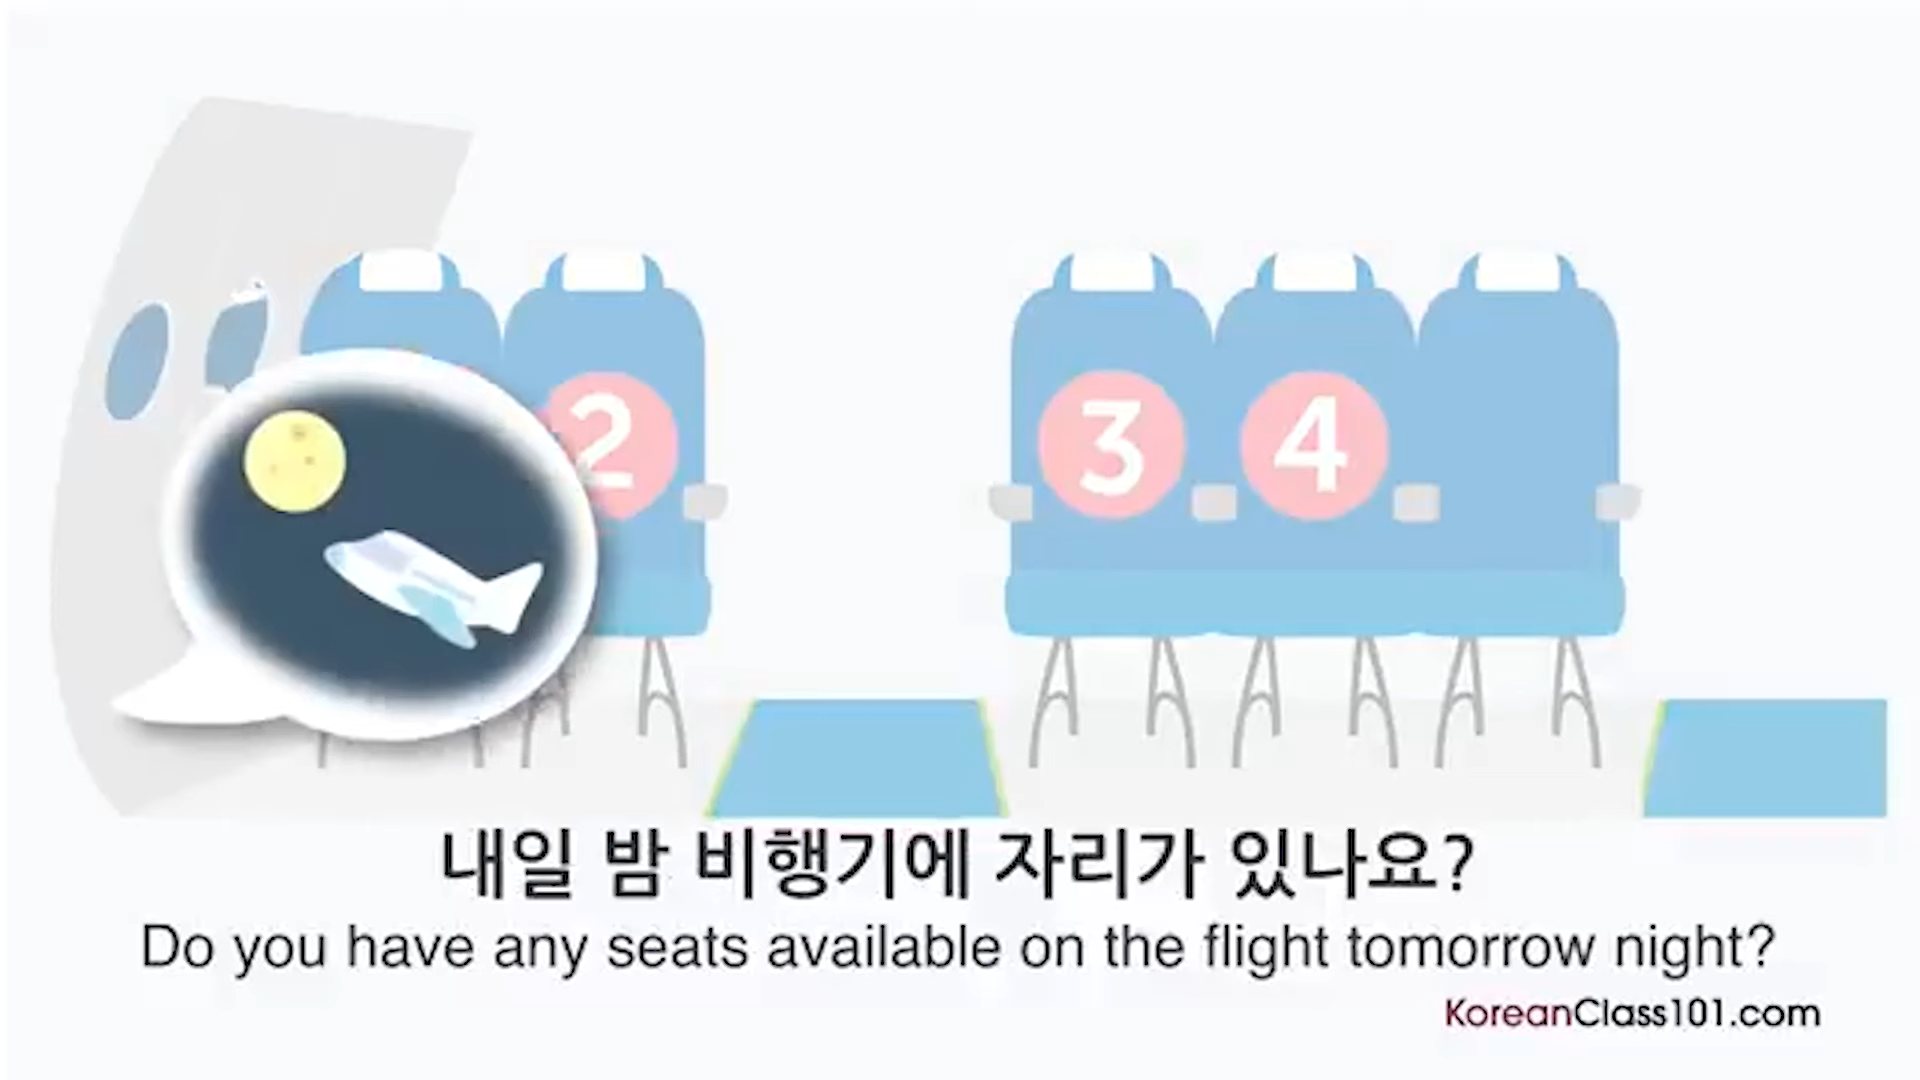 2
3
4
내일 밤 비행기에 자리가 있나요?
Do you have any seats available on the flight tomorrow night?
KoreanClass101.com